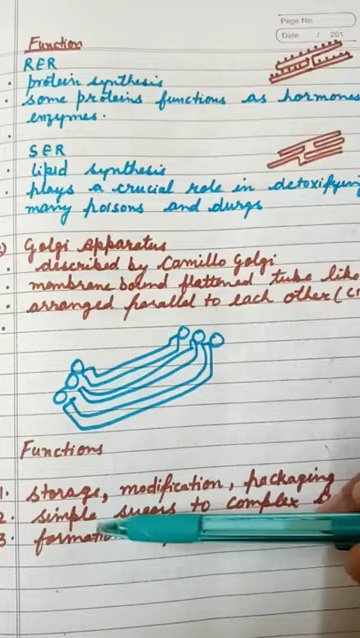 Page No.
Date / 201
Function
RER
. protein synthesis
. some proteins functions as hormones
enzymes.
SER
. Lipid synthesis
. plays a crucial role in detoxifying
many poisons and durgs
) Golgi Apparatus
. described by Camillo Golgi
. membrane bound flattened tube like
. arranged parallel to each other (
Functions
1. storage, modification, packaging
2. simple sugers to complex
3.